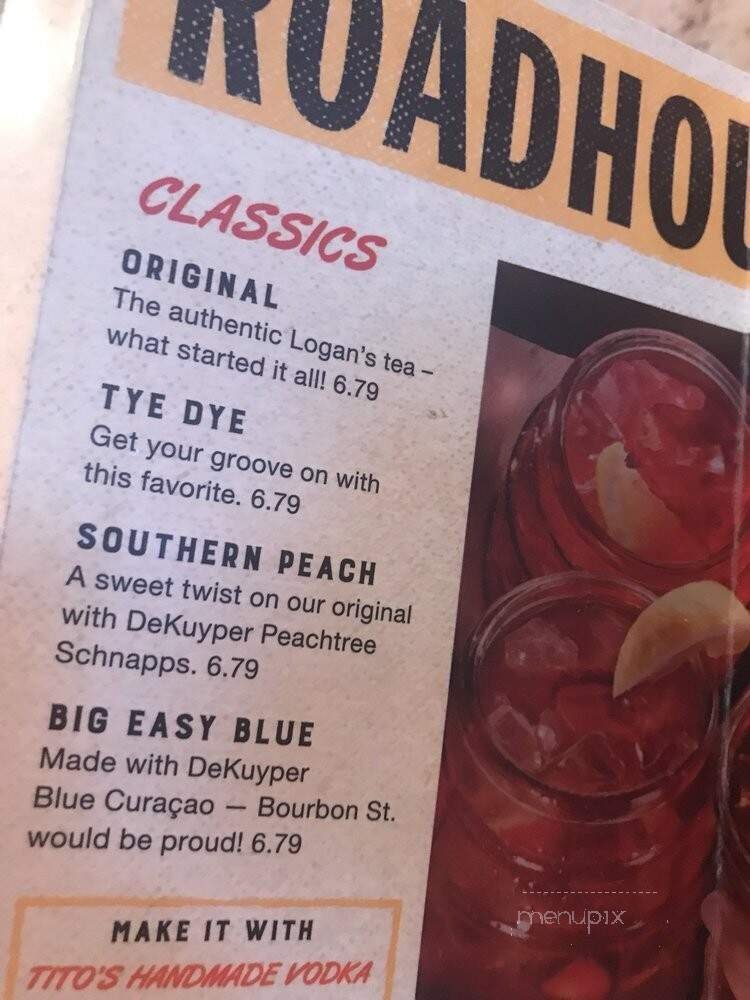 ROADHOU
CLASSICS
ORIGINAL
The authentic Logan's tea –
what started it all! 6.79
TYE DYE
Get your groove on with
this favorite. 6.79
SOUTHERN PEACH
A sweet twist on our original
with DeKuyper Peachtree
Schnapps. 6.79
BIG EASY BLUE
Made with DeKuyper
Blue Curaçao — Bourbon St.
would be proud! 6.79
MAKE IT WITH
TITO'S HANDMADE VODKA
menupix